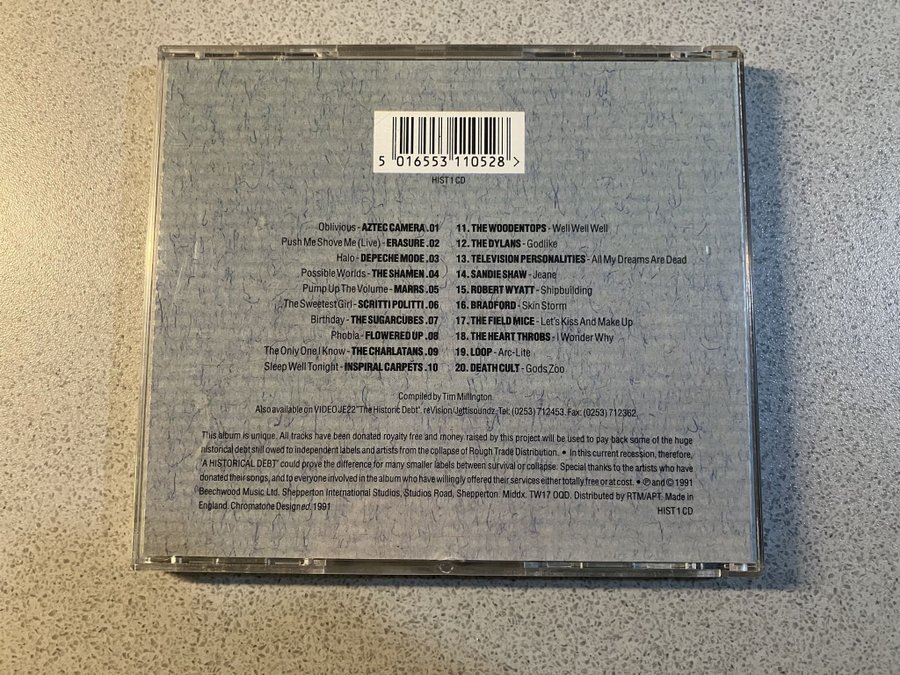 5 016553 110528 >
HIST 1 CD
Oblivious - AZTEC CAMERA .01
Push Me Shove Me (Live) - ERASURE .02
Halo - DEPECHE MODE .03
Possible Worlds - THE SHAMEN .04
Pump Up The Volume - MARRS .05
The Sweetest Girl - SCRITTI POLITTI .06
Birthday - THE SUGARCUBES .07
Phobia - FLOWERED UP .08
The Only One I Know - THE CHARLATANS .09
Sleep Well Tonight - INSPIRAL CARPETS .10
11. THE WOODENTOPS - Well Well Well
12. THE DYLANS - Godlike
13. TELEVISION PERSONALITIES - All My Dreams Are Dead
14. SANDIE SHAW - Jeane
15. ROBERT WYATT - Shipbuilding
16. BRADFORD - Skin Storm
17. THE FIELD MICE - Let's Kiss And Make Up
18. THE HEART THROBS - I Wonder Why
19. LOOP - Arc-Lite
20. DEATH CULT - Gods Zoo
Compiled by Tim Millington.
Also available on VIDEO JE22 "The Historic Debt". reVision/Jettisoundz Tel: (0253) 712453. Fax: (0253) 712362.
This album is unique. All tracks have been donated royalty free and money raised by this project will be used to pay back some of the huge
historical debt still owed to independent labels and artists from the collapse of Rough Trade Distribution. • In this current recession, therefore,
'A HISTORICAL DEBT' could prove the difference for many smaller labels between survival or collapse. Special thanks to the artists who have
donated their songs, and to everyone involved in the album who have willingly offered their services either totally free or at cost. • ℗ and © 1991
Beechwood Music Ltd. Shepperton International Studios, Studios Road, Shepperton. Middx. TW17 0QD. Distributed by RTM/APT. Made in
England. Chromatone Designed. 1991
HIST 1 CD